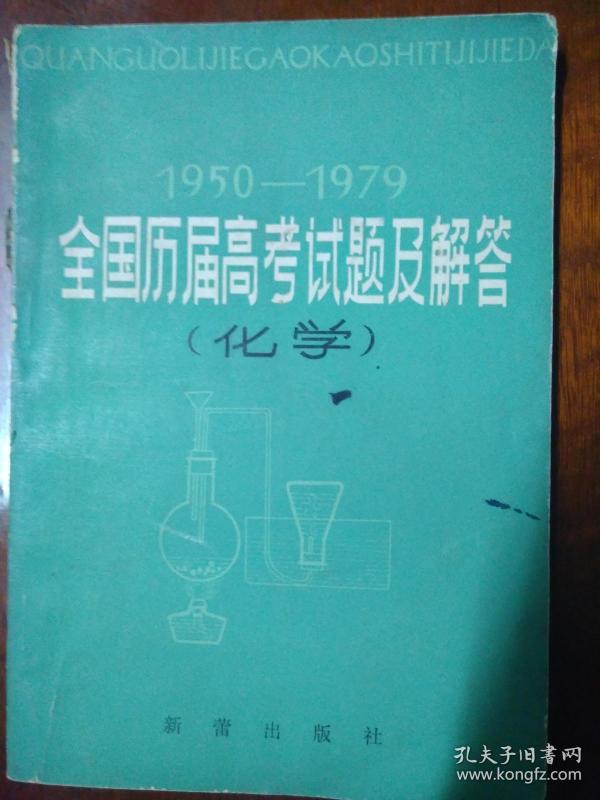 QUANGUOLIJIEGAOKAOSHITIJIJIEDA
1950—1979
全国历届高考试题及解答
（化学）
新蕾出版社
孔夫子旧书网
www.kongfz.com